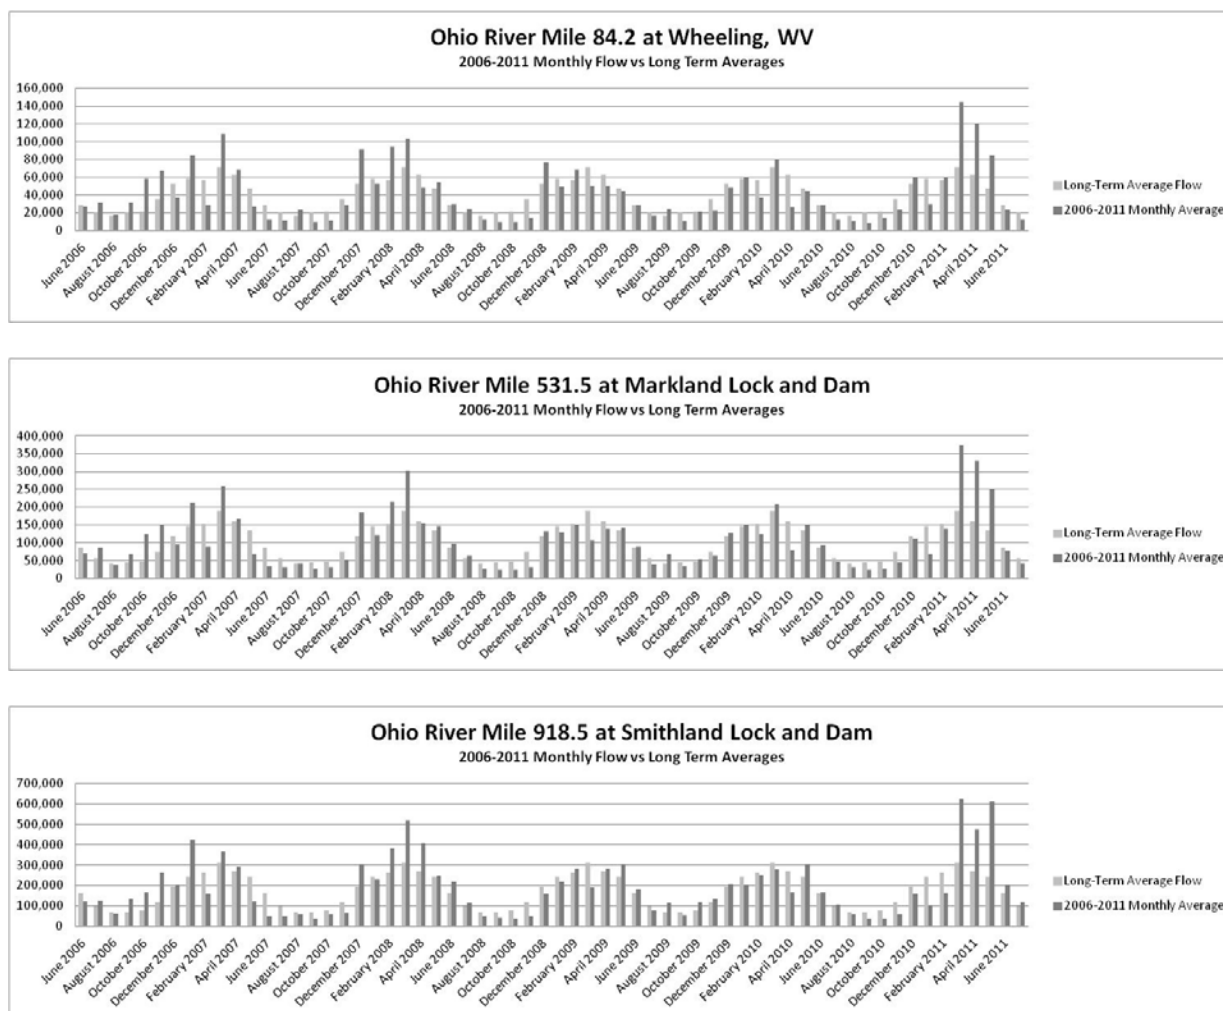 Ohio River Mile 84.2 at Wheeling, WV
2006-2011 Monthly Flow vs Long Term Averages
160,000
140,000
120,000
100,000
80,000
60,000
40,000
20,000
0
June 2006
August 2006
October 2006
December 2006
February 2007
April 2007
June 2007
August 2007
October 2007
December 2007
February 2008
April 2008
June 2008
August 2008
October 2008
December 2008
February 2009
April 2009
June 2009
August 2009
October 2009
December 2009
February 2010
April 2010
June 2010
August 2010
October 2010
December 2010
February 2011
April 2011
June 2011
Long-Term Average Flow
2006-2011 Monthly Average
Ohio River Mile 531.5 at Markland Lock and Dam
2006-2011 Monthly Flow vs Long Term Averages
400,000
350,000
300,000
250,000
200,000
150,000
100,000
50,000
0
June 2006
August 2006
October 2006
December 2006
February 2007
April 2007
June 2007
August 2007
October 2007
December 2007
February 2008
April 2008
June 2008
August 2008
October 2008
December 2008
February 2009
April 2009
June 2009
August 2009
October 2009
December 2009
February 2010
April 2010
June 2010
August 2010
October 2010
December 2010
February 2011
April 2011
June 2011
Long-Term Average Flow
2006-2011 Monthly Average
Ohio River Mile 918.5 at Smithland Lock and Dam
2006-2011 Monthly Flow vs Long Term Averages
700,000
600,000
500,000
400,000
300,000
200,000
100,000
0
June 2006
August 2006
October 2006
December 2006
February 2007
April 2007
June 2007
August 2007
October 2007
December 2007
February 2008
April 2008
June 2008
August 2008
October 2008
December 2008
February 2009
April 2009
June 2009
August 2009
October 2009
December 2009
February 2010
April 2010
June 2010
August 2010
October 2010
December 2010
February 2011
April 2011
June 2011
Long-Term Average Flow
2006-2011 Monthly Average